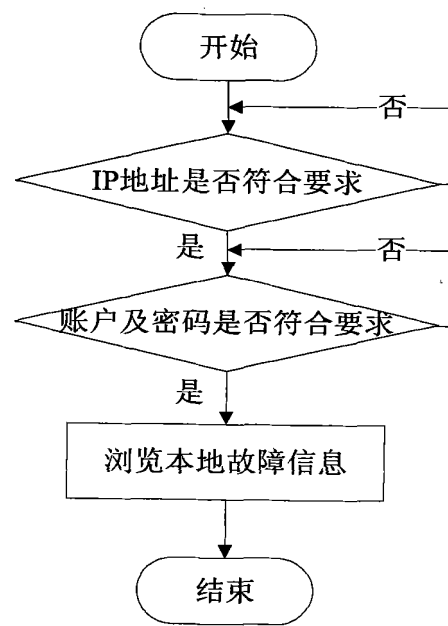 开始
否
IP地址是否符合要求
是
否
账户及密码是否符合要求
是
浏览本地故障信息
结束